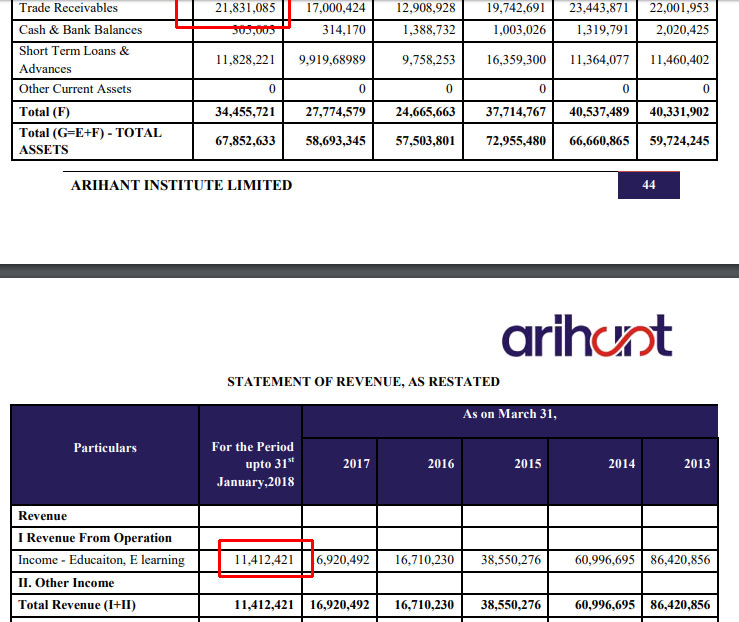 Trade Receivables 21,831,085 17,000,424 12,908,928 19,742,691 23,443,871 22,001,953
Cash & Bank Balances 305,003 314,170 1,388,732 1,003,026 1,319,791 2,020,425
Short Term Loans &
Advances 11,828,221 9,919,68989 9,758,253 16,359,300 11,364,077 11,460,402
Other Current Assets 0 0 0 0 0 0
Total (F) 34,455,721 27,774,579 24,665,663 37,714,767 40,537,489 40,331,902
Total (G=E+F) - TOTAL
ASSETS 67,852,633 58,693,345 57,503,801 72,955,480 66,660,865 59,724,245
ARIHANT INSTITUTE LIMITED 44
arihant
STATEMENT OF REVENUE, AS RESTATED
As on March 31,
Particulars For the Period
upto 31st
January,2018 2017 2016 2015 2014 2013
Revenue
I Revenue From Operation
Income - Educaiton, E learning 11,412,421 6,920,492 16,710,230 38,550,276 60,996,695 86,420,856
II. Other Income
Total Revenue (I+II) 11,412,421 16,920,492 16,710,230 38,550,276 60,996,695 86,420,856